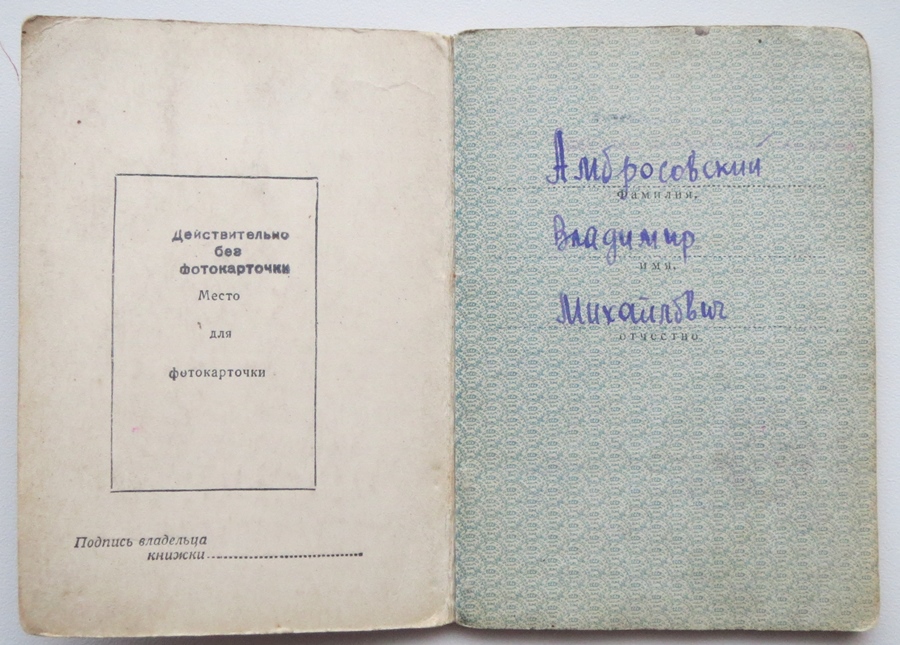 Действительно
без
фотокарточки
Место
для
фотокарточки
Подпись владельца
книжки
Амбросовский
Фамилия,
Владимир
имя,
Михайлович
отчество